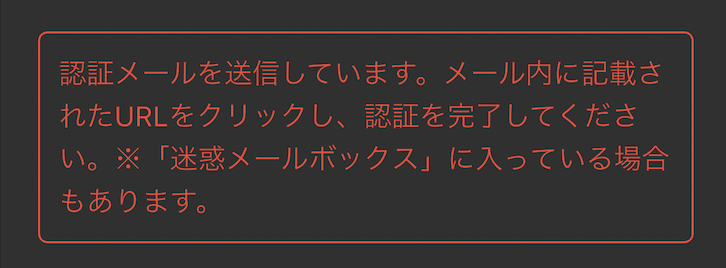 認証メールを送信しています。メール内に記載さ
れたURLをクリックし、認証を完了してくださ
い。※「迷惑メールボックス」に入っている場合
もあります。